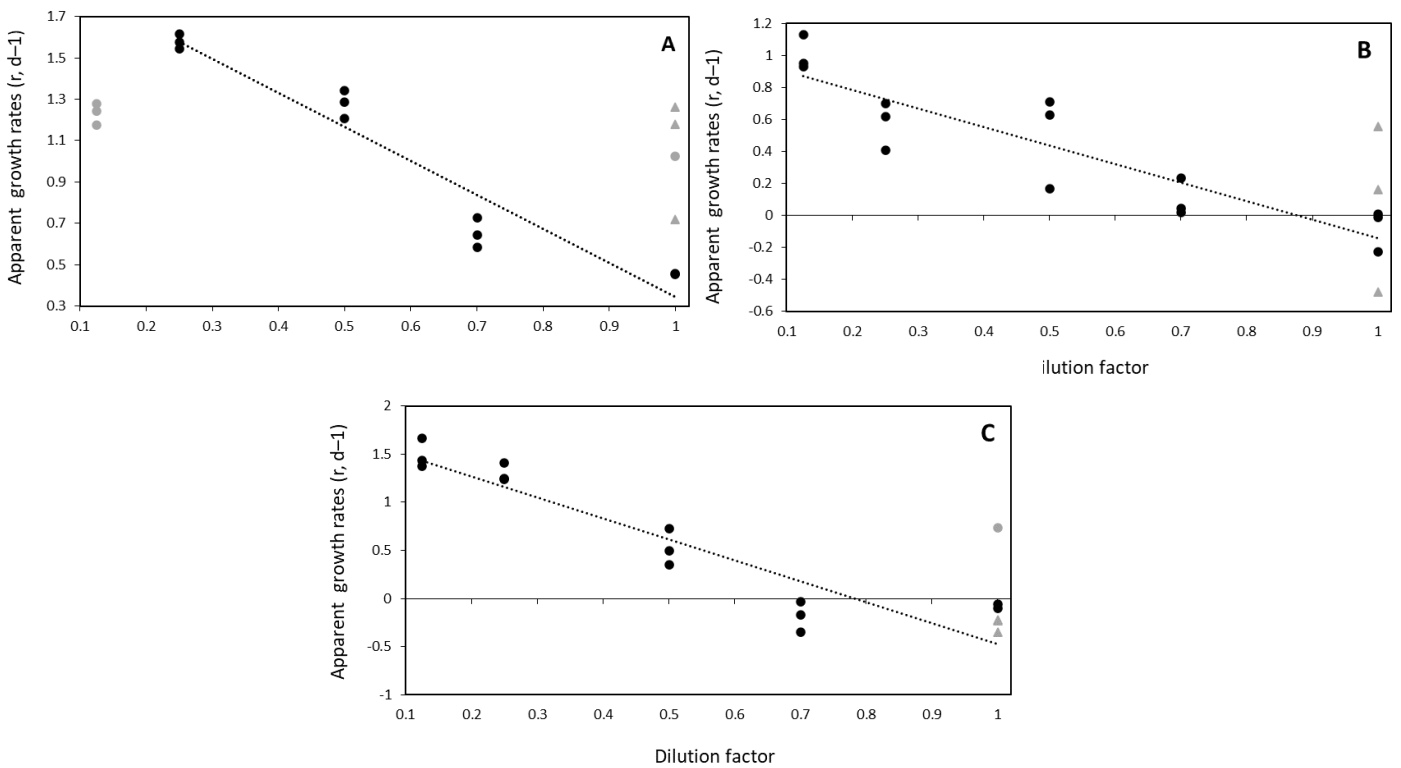 Apparent growth rates (r, d–1)
1.7
1.5
1.3
1.1
0.9
0.7
0.5
0.3
A
0.1 0.2 0.3 0.4 0.5 0.6 0.7 0.8 0.9 1
Apparent growth rates (r, d–1)
1.2
1
0.8
0.6
0.4
0.2
0
-0.2
-0.4
-0.6
B
0.1 0.2 0.3 0.4 0.5 0.6 0.7 0.8 0.9 1
ilution factor
Apparent growth rates (r, d–1)
2
1.5
1
0.5
0
-0.5
-1
C
0.1 0.2 0.3 0.4 0.5 0.6 0.7 0.8 0.9 1
Dilution factor